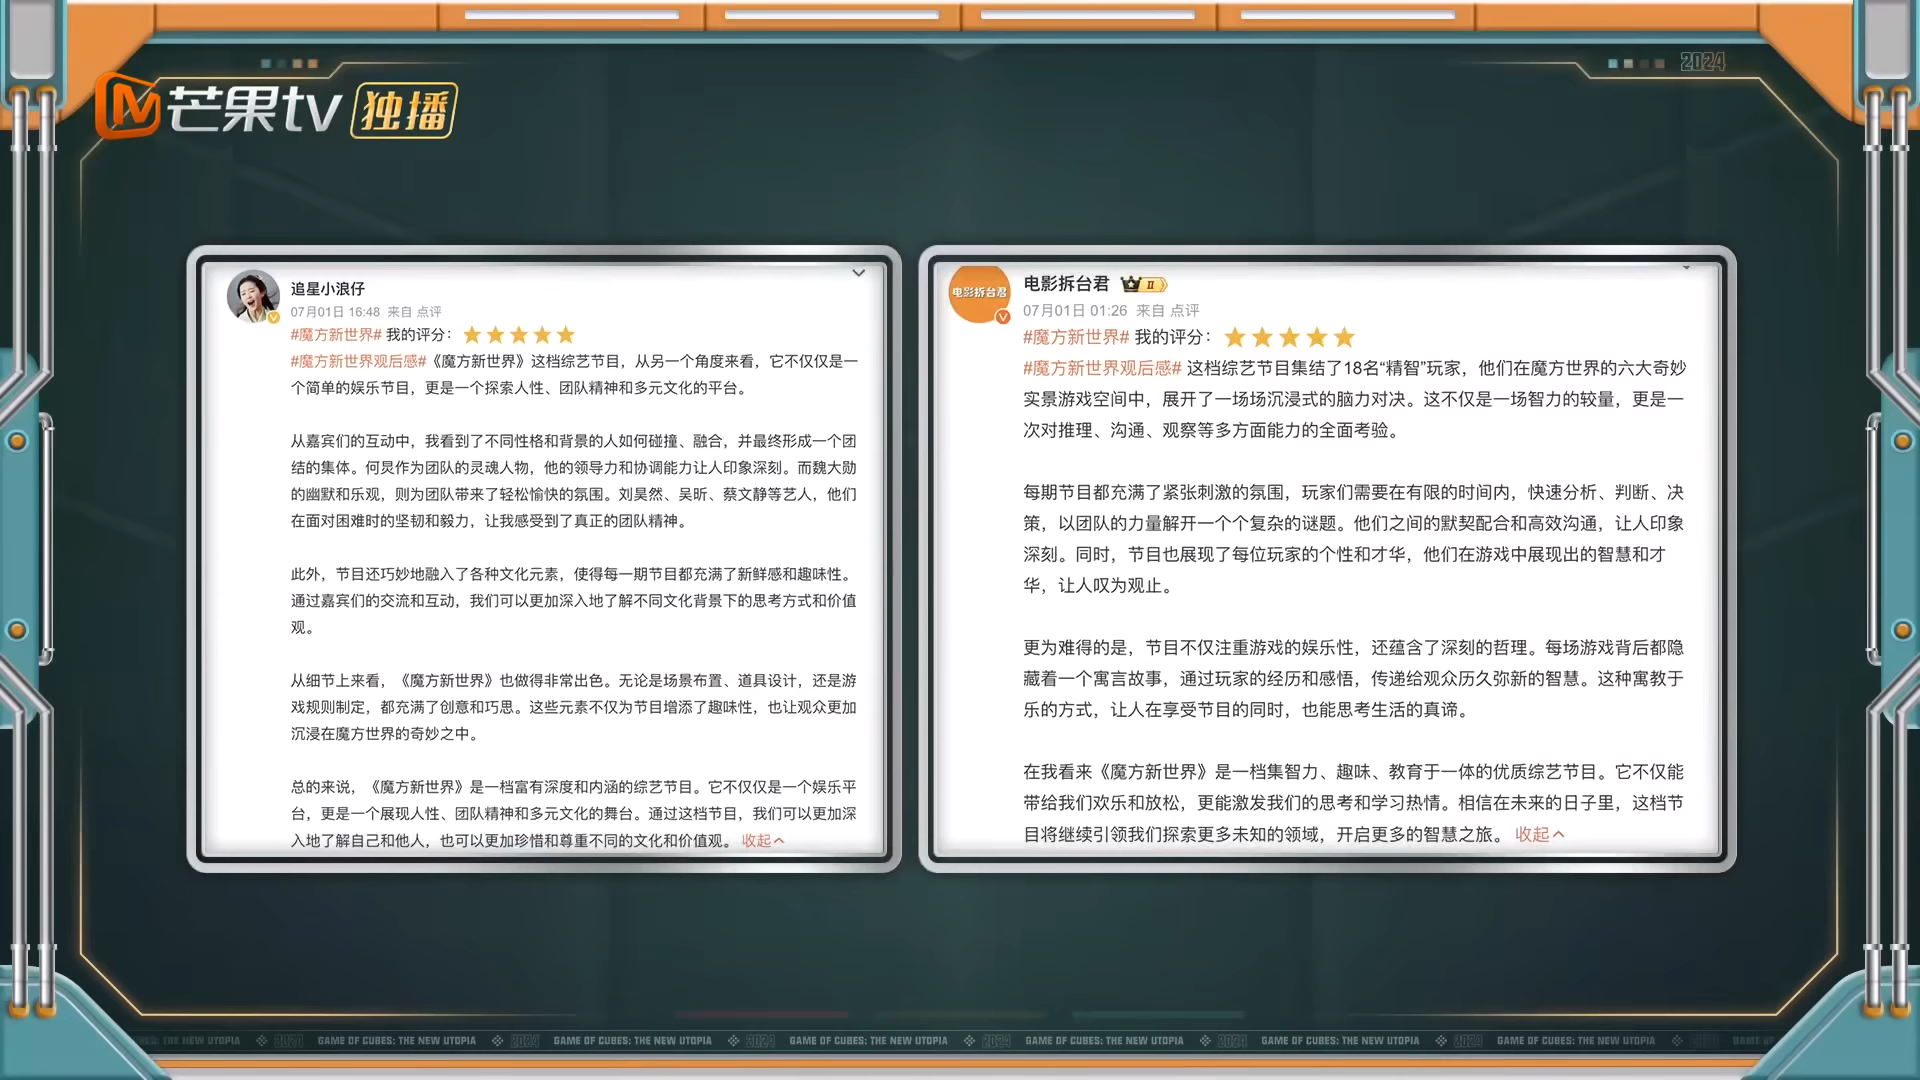 2024
芒果tv 独播
追星小浪仔
07月01日 16:48 来自 点评
#魔方新世界# 我的评分：
#魔方新世界观后感#《魔方新世界》这档综艺节目，从另一个角度来看，它不仅仅是一
个简单的娱乐节目，更是一个探索人性、团队精神和多元文化的平台。
从嘉宾们的互动中，我看到了不同性格和背景的人如何碰撞、融合，并最终形成一个团
结的集体。何炅作为团队的灵魂人物，他的领导力和协调能力让人印象深刻。而魏大勋
的幽默和乐观，则为团队带来了轻松愉快的氛围。刘昊然、吴昕、蔡文静等艺人，他们
在面对困难时的坚韧和毅力，让我感受到了真正的团队精神。
此外，节目还巧妙地融入了各种文化元素，使得每一期节目都充满了新鲜感和趣味性。
通过嘉宾们的交流和互动，我们可以更加深入地了解不同文化背景下的思考方式和价值
观。
从细节上来看，《魔方新世界》也做得非常出色。无论是场景布置、道具设计，还是游
戏规则制定，都充满了创意和巧思。这些元素不仅为节目增添了趣味性，也让观众更加
沉浸在魔方世界的奇妙之中。
总的来说，《魔方新世界》是一档富有深度和内涵的综艺节目。它不仅仅是一个娱乐平
台，更是一个展现人性、团队精神和多元文化的舞台。通过这档节目，我们可以更加深
入地了解自己和他人，也可以更加珍惜和尊重不同的文化和价值观。 收起
电影拆台君
电影拆台君 II
07月01日 01:26 来自 点评
#魔方新世界# 我的评分：
#魔方新世界观后感# 这档综艺节目集结了18名“精智”玩家，他们在魔方世界的六大奇妙
实景游戏空间中，展开了一场场沉浸式的脑力对决。这不仅是一场智力的较量，更是一
次对推理、沟通、观察等多方面能力的全面考验。
每期节目都充满了紧张刺激的氛围，玩家们需要在有限的时间内，快速分析、判断、决
策，以团队的力量解开一个个复杂的谜题。他们之间的默契配合和高效沟通，让人印象
深刻。同时，节目也展现了每位玩家的个性和才华，他们在游戏中展现出的智慧和才
华，让人叹为观止。
更为难得的是，节目不仅注重游戏的娱乐性，还蕴含了深刻的哲理。每场游戏背后都隐
藏着一个寓言故事，通过玩家的经历和感悟，传递给观众历久弥新的智慧。这种寓教于
乐的方式，让人在享受节目的同时，也能思考生活的真谛。
在我看来《魔方新世界》是一档集智力、趣味、教育于一体的优质综艺节目。它不仅能
带给我们欢乐和放松，更能激发我们的思考和学习热情。相信在未来的日子里，这档节
目将继续引领我们探索更多未知的领域，开启更多的智慧之旅。 收起
THE NEW UTOPIA 2024 GAME OF CUBES: THE NEW UTOPIA 2024 GAME OF CUBES: THE NEW UTOPIA 2024 GAME OF CUBES: THE NEW UTOPIA 2024 GAME OF CUBES: THE NEW UTOPIA 2024 GAME OF CUBES: THE NEW UTOPIA 2024 GAME OF CUBES: THE NEW UTOPIA